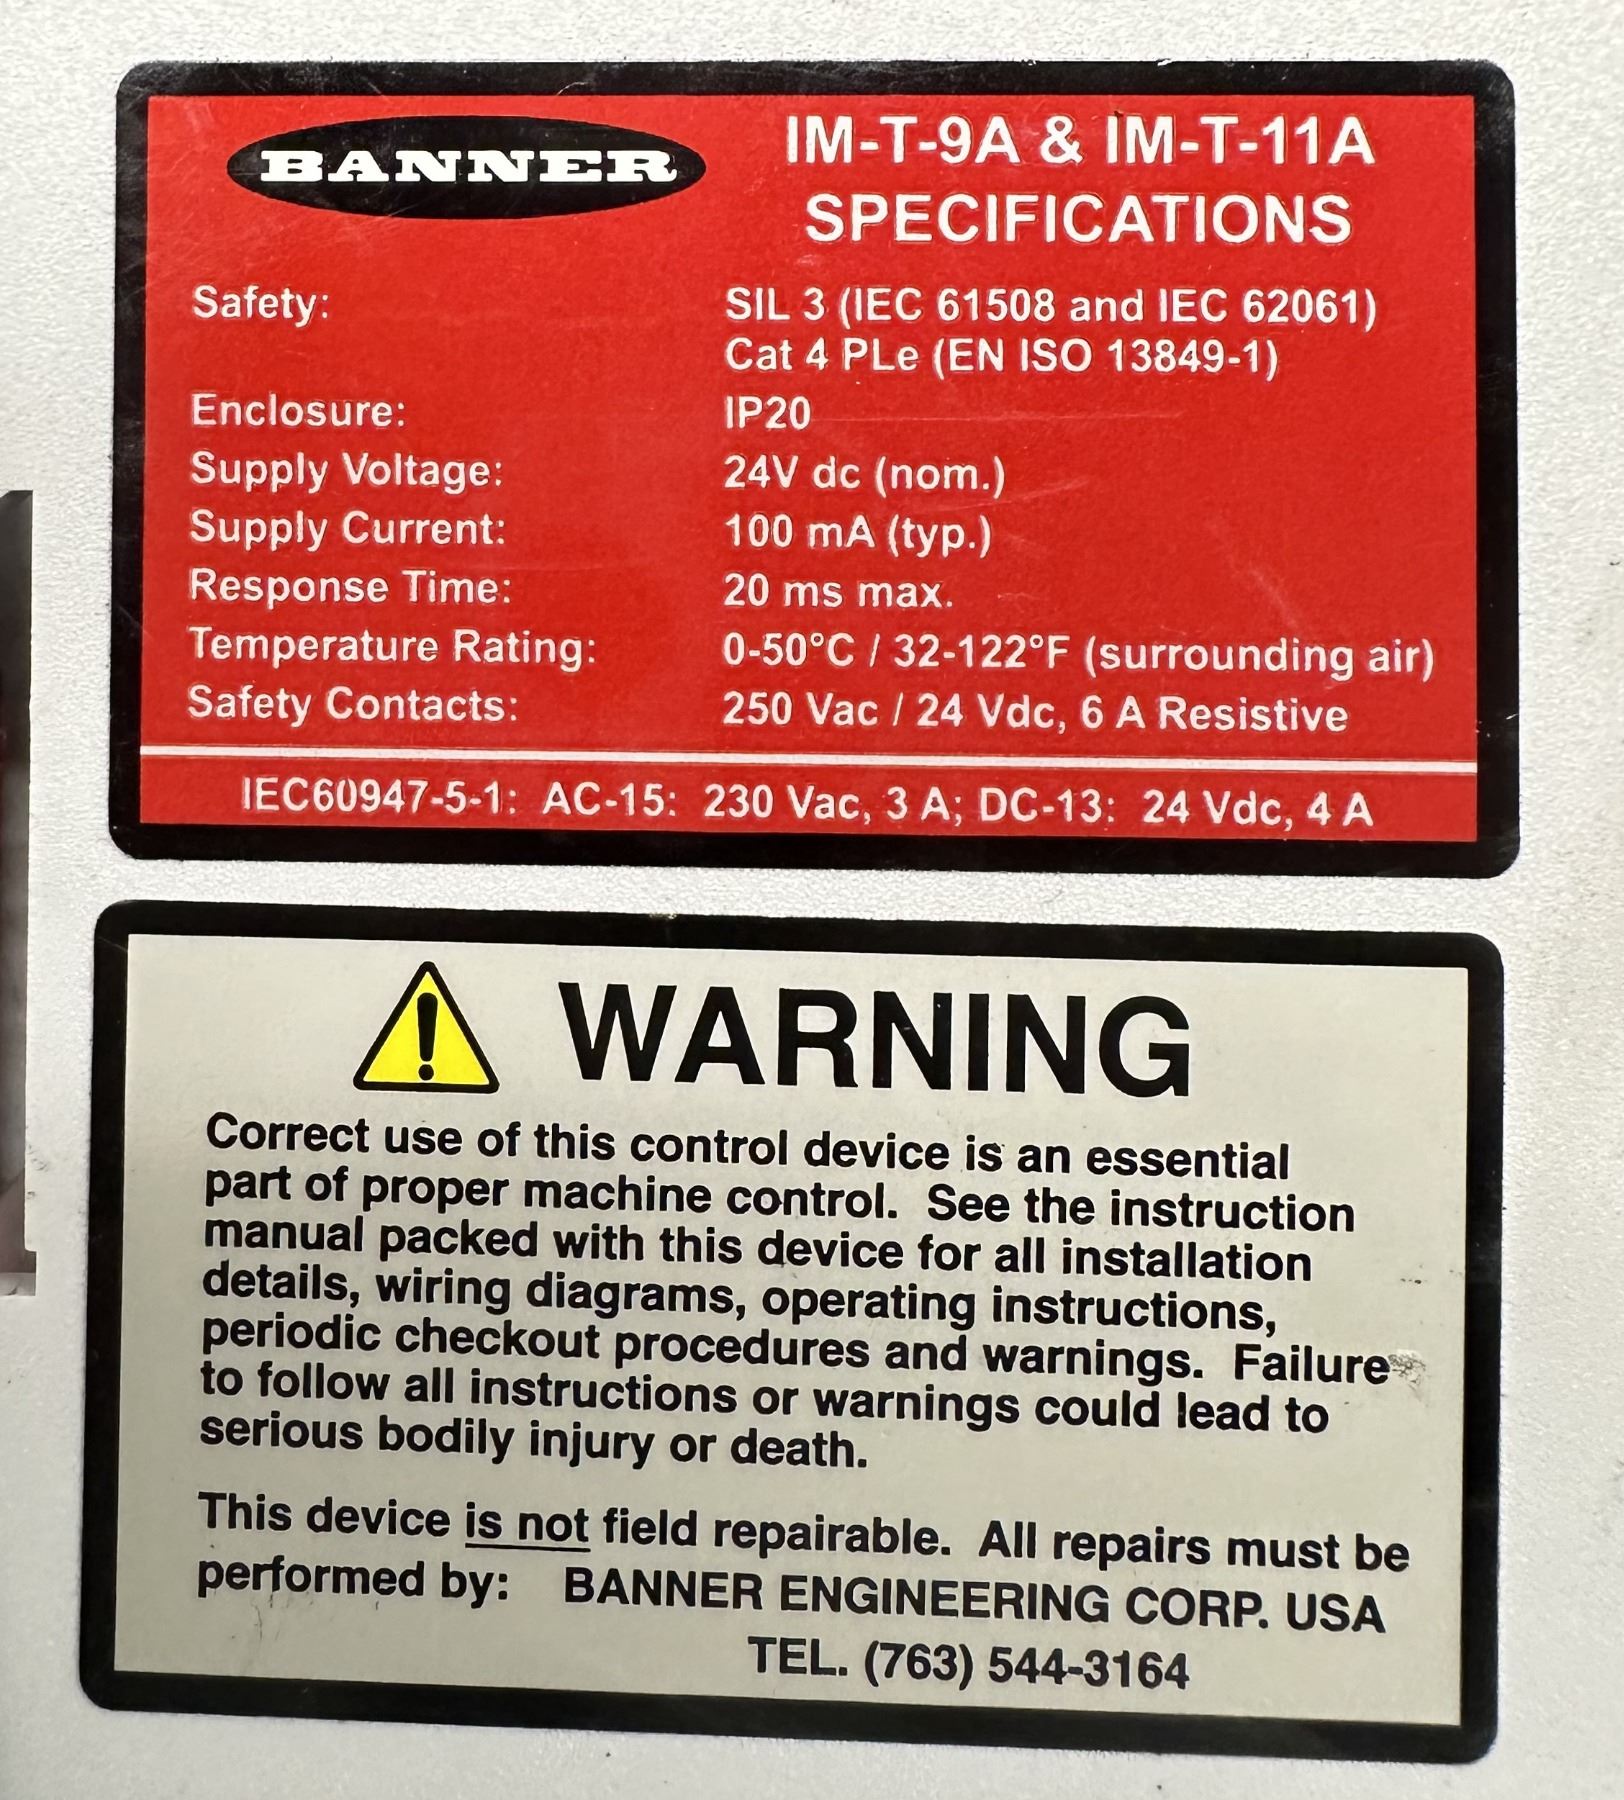 BANNER
IM-T-9A & IM-T-11A
SPECIFICATIONS
Safety: SIL 3 (IEC 61508 and IEC 62061)
Cat 4 PLe (EN ISO 13849-1)
Enclosure: IP20
Supply Voltage: 24V dc (nom.)
Supply Current: 100 mA (typ.)
Response Time: 20 ms max.
Temperature Rating: 0-50°C / 32-122°F (surrounding air)
Safety Contacts: 250 Vac / 24 Vdc, 6 A Resistive
IEC60947-5-1: AC-15: 230 Vac, 3 A; DC-13: 24 Vdc, 4 A
WARNING
Correct use of this control device is an essential
part of proper machine control. See the instruction
manual packed with this device for all installation
details, wiring diagrams, operating instructions,
periodic checkout procedures and warnings. Failure
to follow all instructions or warnings could lead to
serious bodily injury or death.
This device is not field repairable. All repairs must be
performed by: BANNER ENGINEERING CORP. USA
TEL. (763) 544-3164